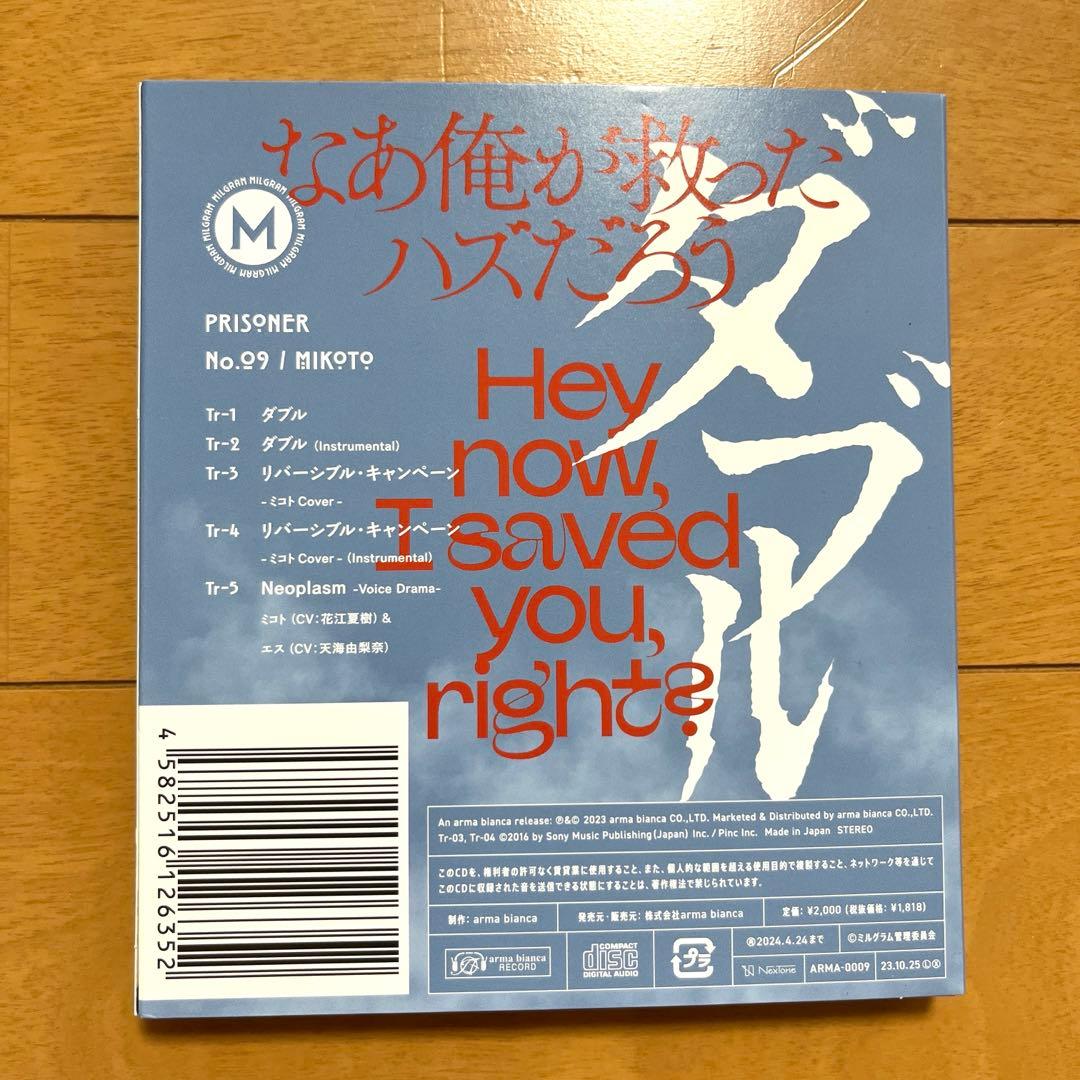 なあ俺が救った
ハズだろう
ダブル
MILGRAM MILGRAM MILGRAM MILGRAM MILGRAM MILGRAM
M
PRISONER
No.09 / MIKOTO
Hey
now,
I saved
you,
right?
Tr-1 ダブル
Tr-2 ダブル (Instrumental)
Tr-3 リバーシブル・キャンペーン
-ミコト Cover-
Tr-4 リバーシブル・キャンペーン
-ミコト Cover- (Instrumental)
Tr-5 Neoplasm -Voice Drama-
ミコト (CV:花江夏樹) &
エス (CV:天海由梨奈)
4 582516 126352
An arma bianca release: ℗&© 2023 arma bianca CO.,LTD. Marketed & Distributed by arma bianca CO.,LTD.
Tr-03, Tr-04 ©2016 by Sony Music Publishing(Japan) Inc. / Pinc Inc. Made in Japan STEREO
このCDを、権利者の許可なく賃貸業に使用すること、また、個人的な範囲を超える使用目的で複製すること、ネットワーク等を通じて
このCDに収録された音を送信できる状態にすることは、著作権法で禁じられています。
制作: arma bianca
発売元・販売元: 株式会社arma bianca
定価: ¥2,000 (税抜価格: ¥1,818)
arma bianca
RECORD
COMPACT
disc
DIGITAL AUDIO
プラ
Ⓡ2024.4.24まで
©ミルグラム管理委員会
NexTone
ARMA-0009
23.10.25ⓁⓍ